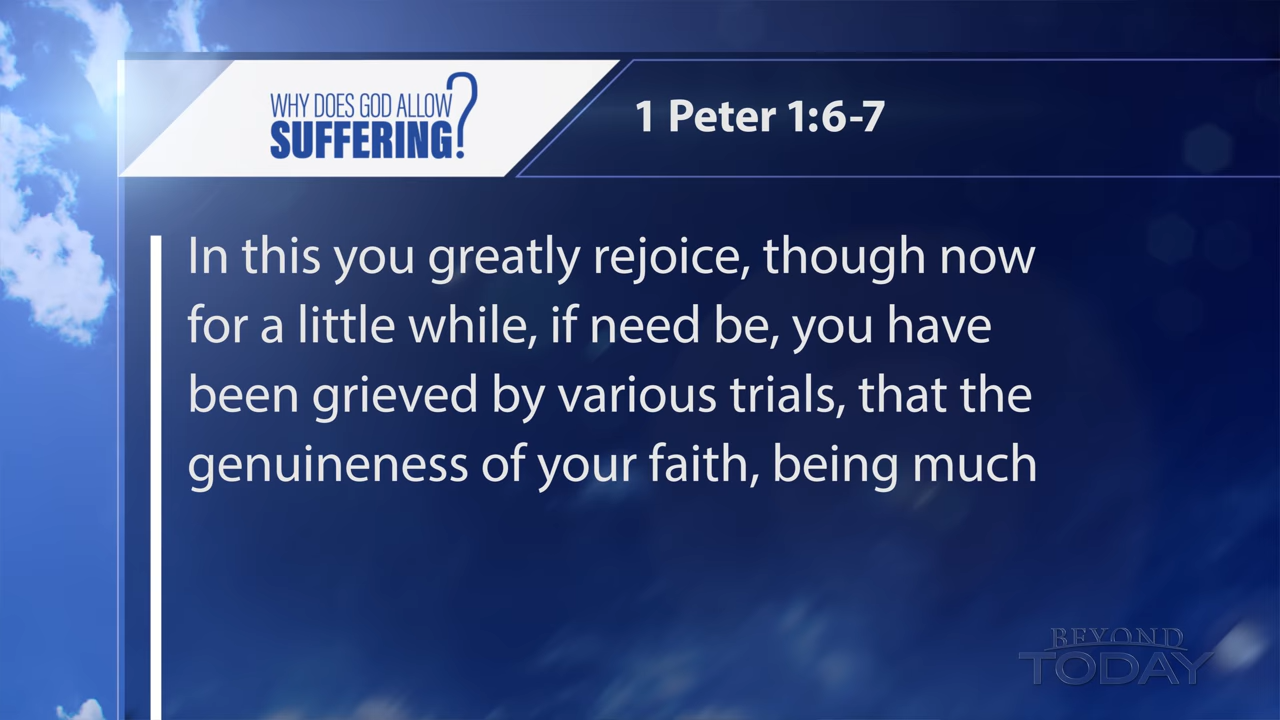 WHY DOES GOD ALLOW
SUFFERING?
1 Peter 1:6-7
In this you greatly rejoice, though now
for a little while, if need be, you have
been grieved by various trials, that the
genuineness of your faith, being much
BEYOND
TODAY